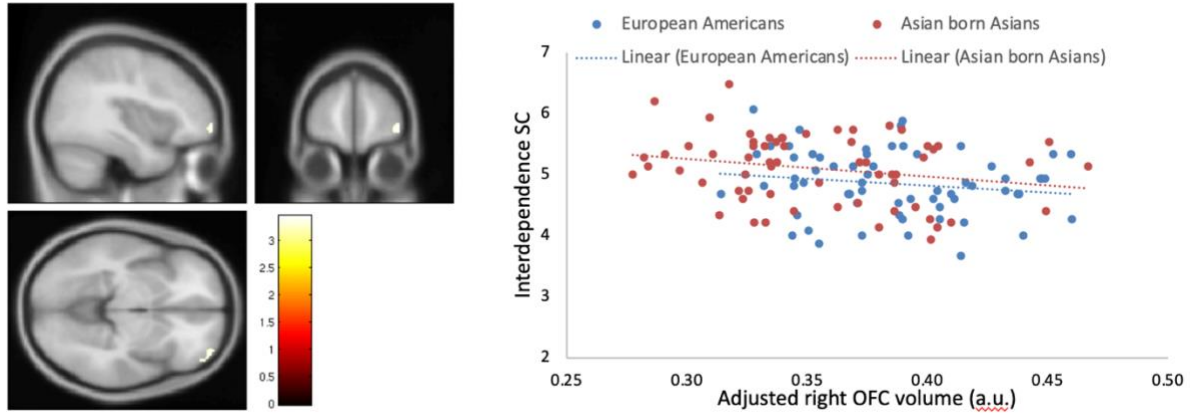 European Americans
Asian born Asians
Linear (European Americans)
Linear (Asian born Asians)
7
6
5
4
3
2
Interdependence SC
0.25 0.30 0.35 0.40 0.45 0.50
Adjusted right OFC volume (a.u.)
3
2.5
2
1.5
1
0.5
0